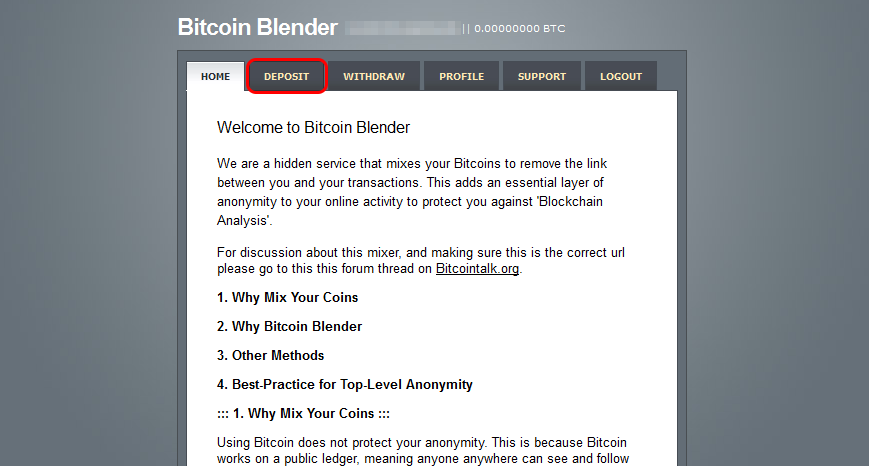 Bitcoin Blender || 0.00000000 BTC
HOME DEPOSIT WITHDRAW PROFILE SUPPORT LOGOUT
Welcome to Bitcoin Blender
We are a hidden service that mixes your Bitcoins to remove the link
between you and your transactions. This adds an essential layer of
anonymity to your online activity to protect you against 'Blockchain
Analysis'.
For discussion about this mixer, and making sure this is the correct url
please go to this this forum thread on Bitcointalk.org.
1. Why Mix Your Coins
2. Why Bitcoin Blender
3. Other Methods
4. Best-Practice for Top-Level Anonymity
::: 1. Why Mix Your Coins :::
Using Bitcoin does not protect your anonymity. This is because Bitcoin
works on a public ledger, meaning anyone anywhere can see and follow